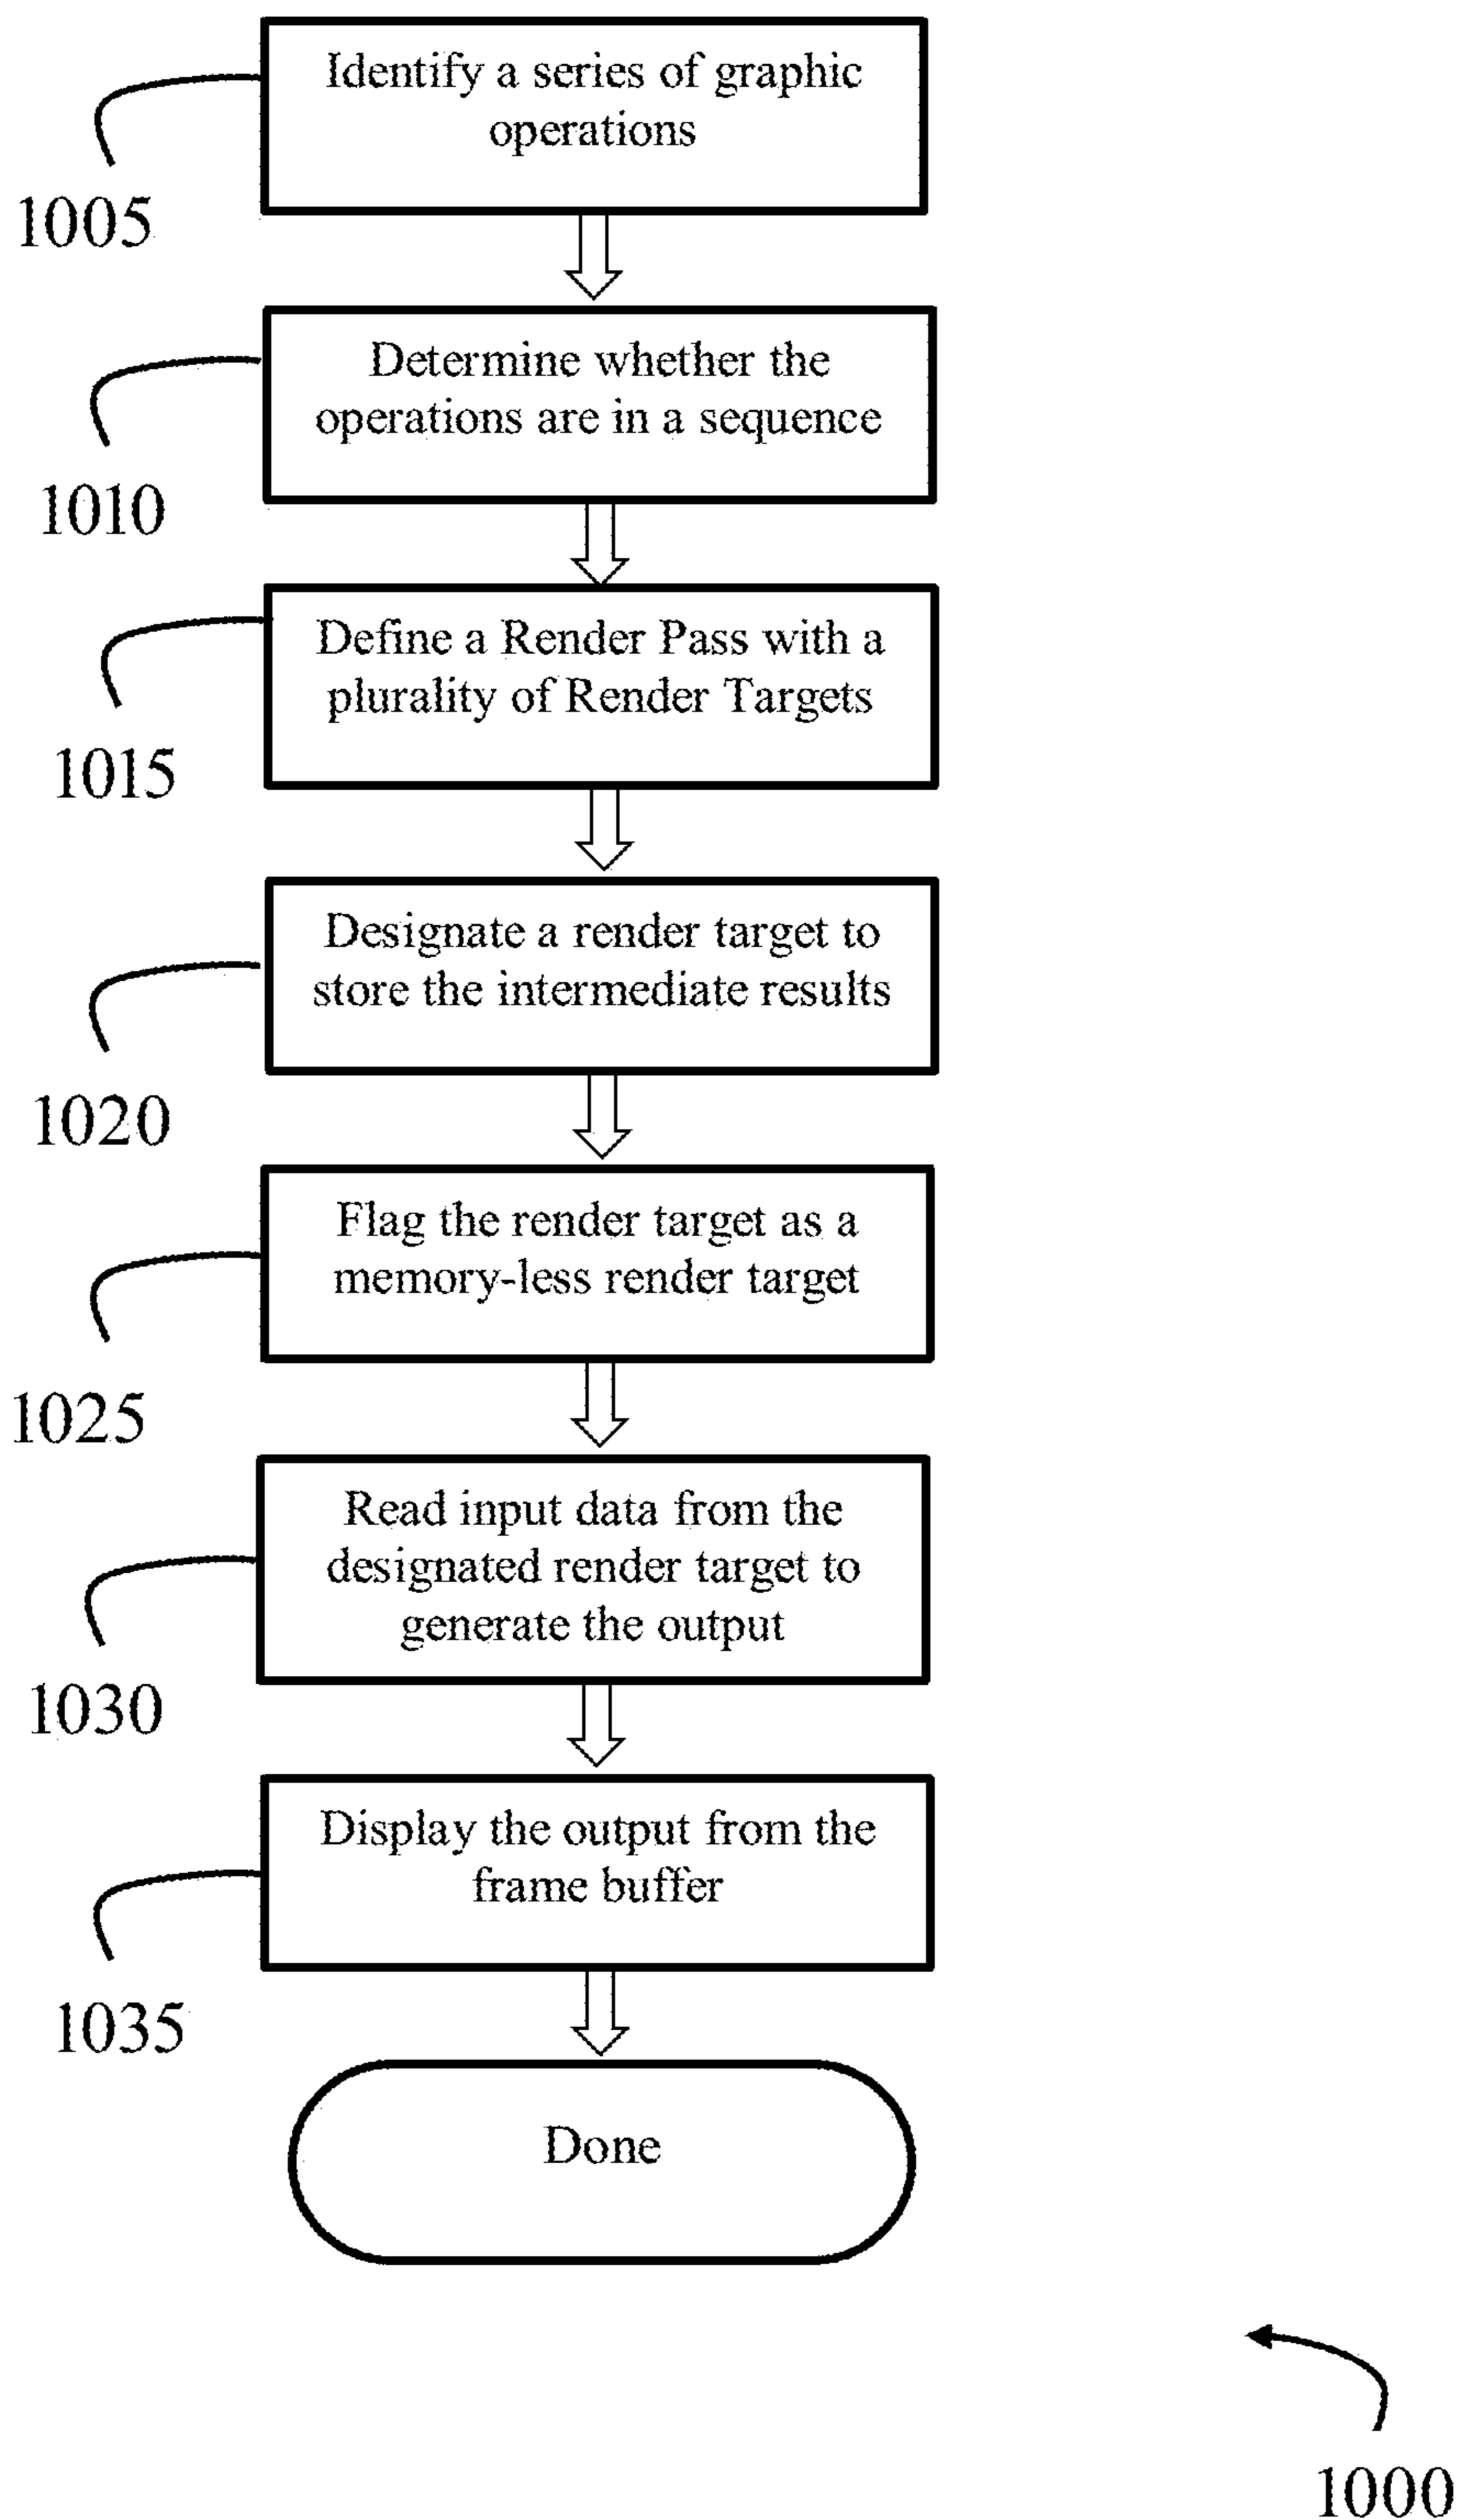 Identify a series of graphic
operations
1005
Determine whether the
operations are in a sequence
1010
Define a Render Pass with a
plurality of Render Targets
1015
Designate a render target to
store the intermediate results
1020
Flag the render target as a
memory-less render target
1025
Read input data from the
designated render target to
generate the output
1030
Display the output from the
frame buffer
1035
Done
1000